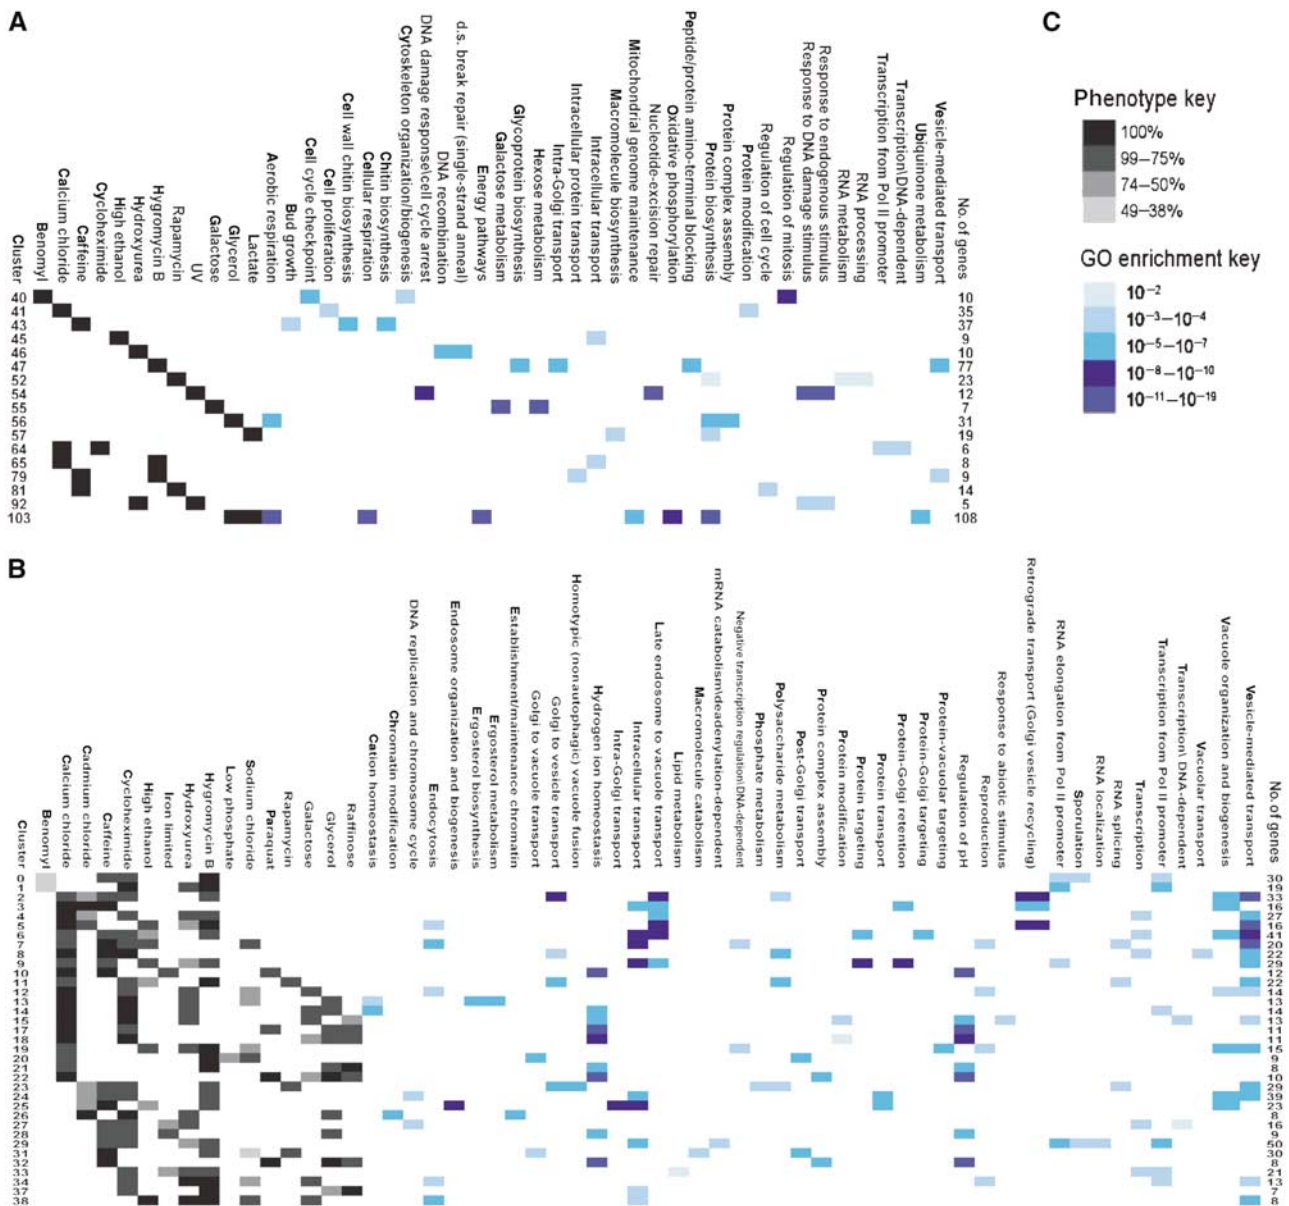 A
Cluster
Benomyl
Calcium chloride
Caffeine
Cycloheximide
High ethanol
Hydroxyurea
Hygromycin B
Rapamycin
UV
Galactose
Glycerol
Lactate
Aerobic respiration
Bud growth
Cell cycle checkpoint
Cell proliferation
Cell wall chitin biosynthesis
Cellular respiration
Chitin biosynthesis
Cytoskeleton organization/biogenesis
DNA damage response\cell cycle arrest
DNA recombination
d.s. break repair (single-strand anneal)
Energy pathways
Galactose metabolism
Glycoprotein biosynthesis
Hexose metabolism
Intra-Golgi transport
Intracellular protein transport
Intracellular transport
Macromolecule biosynthesis
Mitochondrial genome maintenance
Nucleotide-excision repair
Oxidative phosphorylation
Peptide/protein amino-terminal blocking
Protein biosynthesis
Protein complex assembly
Protein modification
Regulation of cell cycle
Regulation of mitosis
Response to DNA damage stimulus
Response to endogenous stimulus
RNA metabolism
RNA processing
Transcription from Pol II promoter
Transcription\DNA-dependent
Ubiquinone metabolism
Vesicle-mediated transport
No. of genes
40 10
41 35
43 37
45 9
46 10
47 77
52 23
54 12
55 7
56 31
57 19
64 6
65 8
79 9
81 14
92 5
103 108
C
Phenotype key
100%
99–75%
74–50%
49–38%
GO enrichment key
10⁻²
10⁻³–10⁻⁴
10⁻⁵–10⁻⁷
10⁻⁸–10⁻¹⁰
10⁻¹¹–10⁻¹⁹
B
Cluster
Benomyl
Calcium chloride
Cadmium chloride
Caffeine
Cycloheximide
High ethanol
Iron limited
Hydroxyurea
Hygromycin B
Low phosphate
Sodium chloride
Paraquat
Rapamycin
Galactose
Glycerol
Raffinose
Cation homeostasis
Chromatin modification
DNA replication and chromosome cycle
Endocytosis
Endosome organization and biogenesis
Ergosterol biosynthesis
Ergosterol metabolism
Establishment/maintenance chromatin
Golgi to vacuole transport
Golgi to vesicle transport
Homotypic (nonautophagic) vacuole fusion
Hydrogen ion homeostasis
Intra-Golgi transport
Intracellular transport
Late endosome to vacuole transport
Lipid metabolism
Macromolecule catabolism
mRNA catabolism\deadenylation-dependent
Negative transcription regulation\DNA-dependent
Phosphate metabolism
Polysaccharide metabolism
Post-Golgi transport
Protein complex assembly
Protein modification
Protein targeting
Protein transport
Protein-Golgi retention
Protein-Golgi targeting
Protein-vacuolar targeting
Regulation of pH
Reproduction
Response to abiotic stimulus
Retrograde transport (Golgi vesicle recycling)
RNA elongation from Pol II promoter
Sporulation
RNA localization
RNA splicing
Transcription
Transcription from Pol II promoter
Transcription\ DNA-dependent
Vacuolar transport
Vacuole organization and biogenesis
Vesicle-mediated transport
No. of genes
0 30
1 19
2 33
3 16
4 27
5 16
6 41
7 20
8 22
9 29
10 12
11 22
12 14
13 13
14 14
15 13
17 11
18 11
19 15
20 9
21 8
22 10
23 29
24 39
25 23
26 8
27 16
28 9
29 50
31 30
32 8
33 21
34 13
37 7
38 8